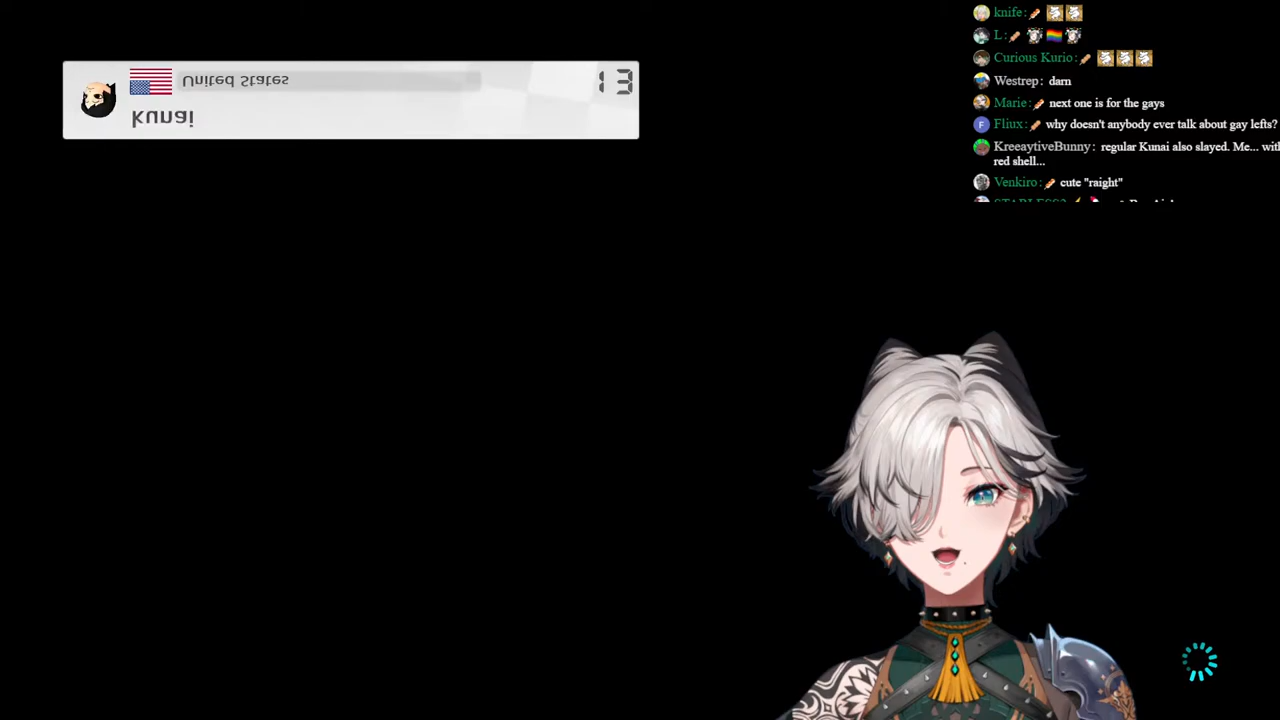 United States 13
Kunai
knife:
L:
Curious Kurio:
Westrep: darn
Marie: next one is for the gays
Fliux: why doesn't anybody ever talk about gay lefts?
KreeaytiveBunny: regular Kunai also slayed. Me... with
red shell...
Venkiro: cute "raight"